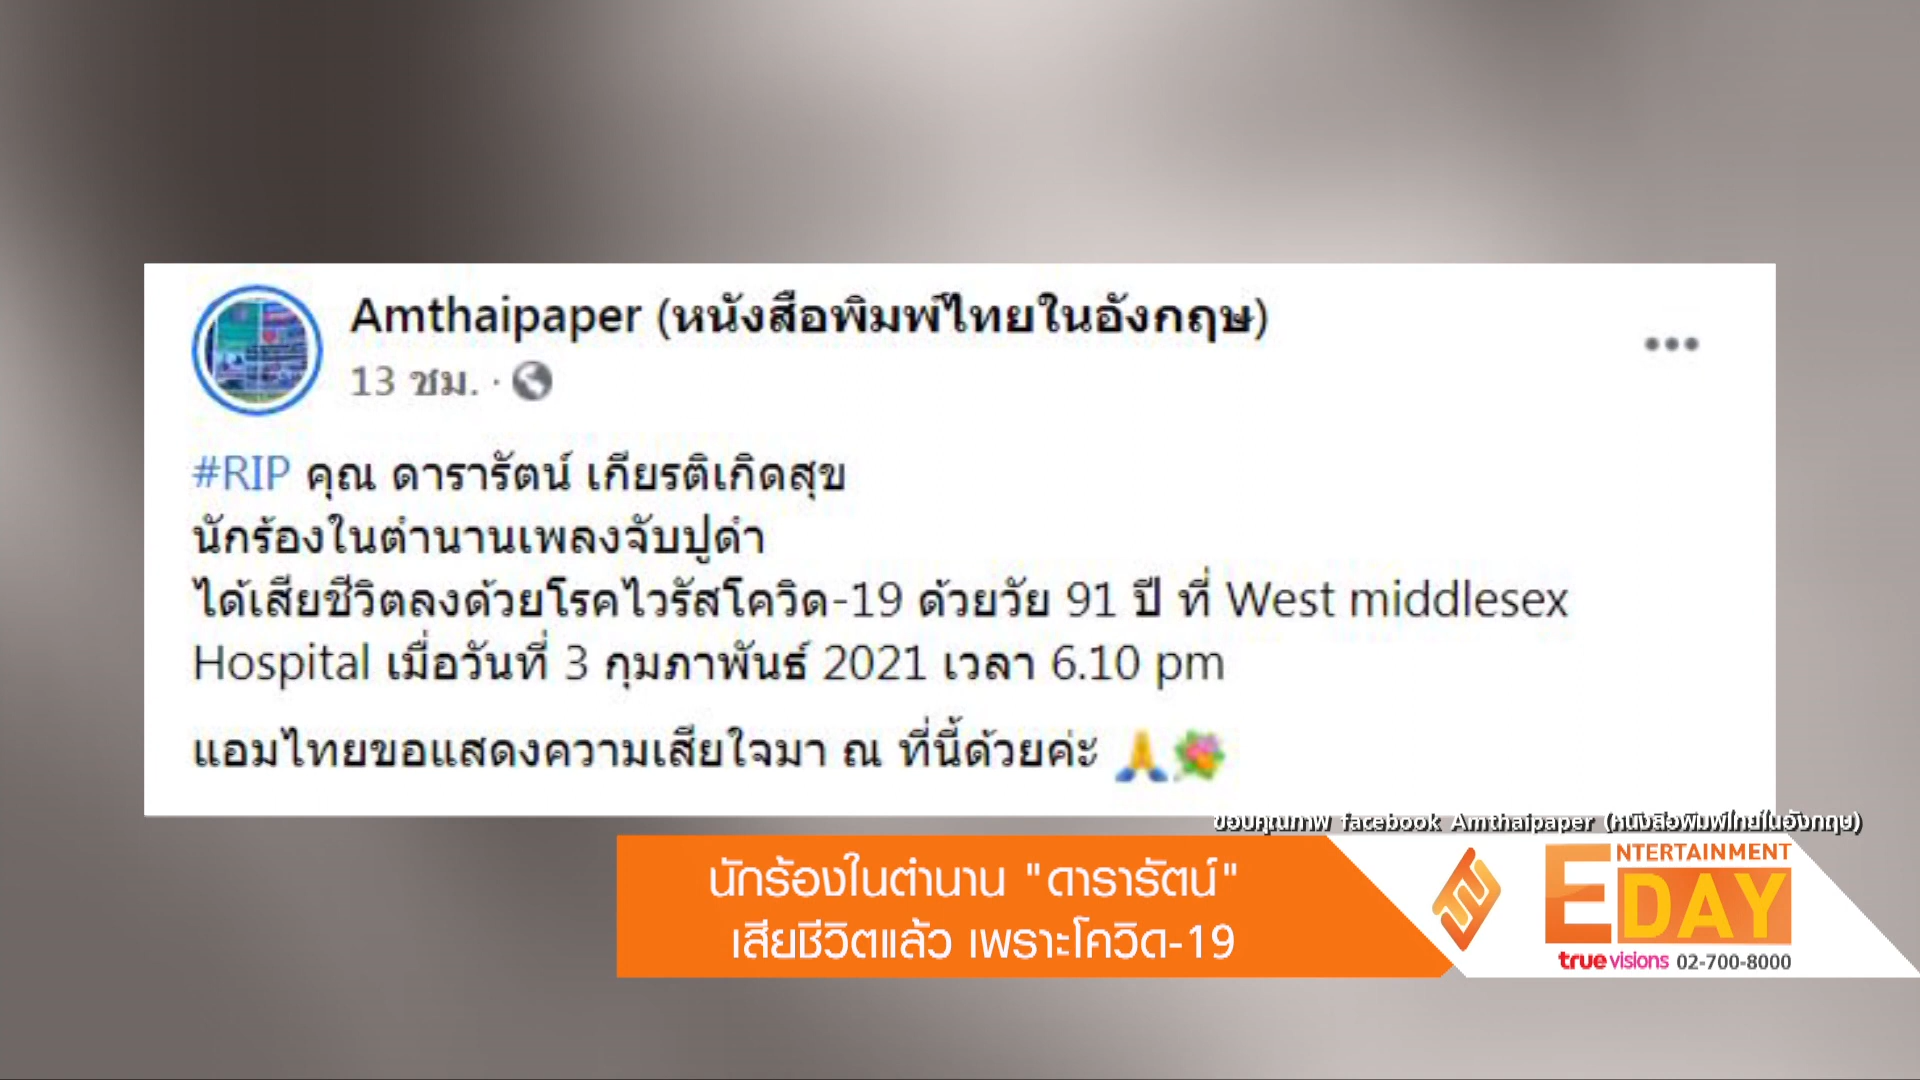 Amthaipaper (หนังสือพิมพ์ไทยในอังกฤษ)
13 ชม. ·
#RIP คุณ ดารารัตน์ เกียรติเกิดสุข
นักร้องในตำนานเพลงจับปูดำ
ได้เสียชีวิตลงด้วยโรคไวรัสโควิด-19 ด้วยวัย 91 ปี ที่ West middlesex
Hospital เมื่อวันที่ 3 กุมภาพันธ์ 2021 เวลา 6.10 pm
แอมไทยขอแสดงความเสียใจมา ณ ที่นี้ด้วยค่ะ 🙏💐
ขอบคุณภาพ facebook Amthaipaper (หนังสือพิมพ์ไทยในอังกฤษ)
นักร้องในตำนาน "ดารารัตน์"
เสียชีวิตแล้ว เพราะโควิด-19
ENTERTAINMENT
DAY
truevisions 02-700-8000